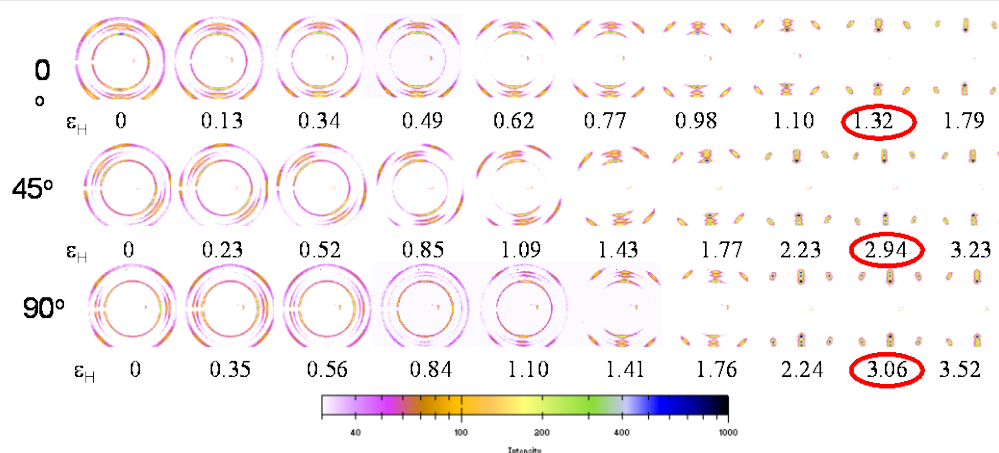 0
o
εH 0 0.13 0.34 0.49 0.62 0.77 0.98 1.10 1.32 1.79
45º
εH 0 0.23 0.52 0.85 1.09 1.43 1.77 2.23 2.94 3.23
90º
εH 0 0.35 0.56 0.84 1.10 1.41 1.76 2.24 3.06 3.52
40 100 200 400 1000
Intensity